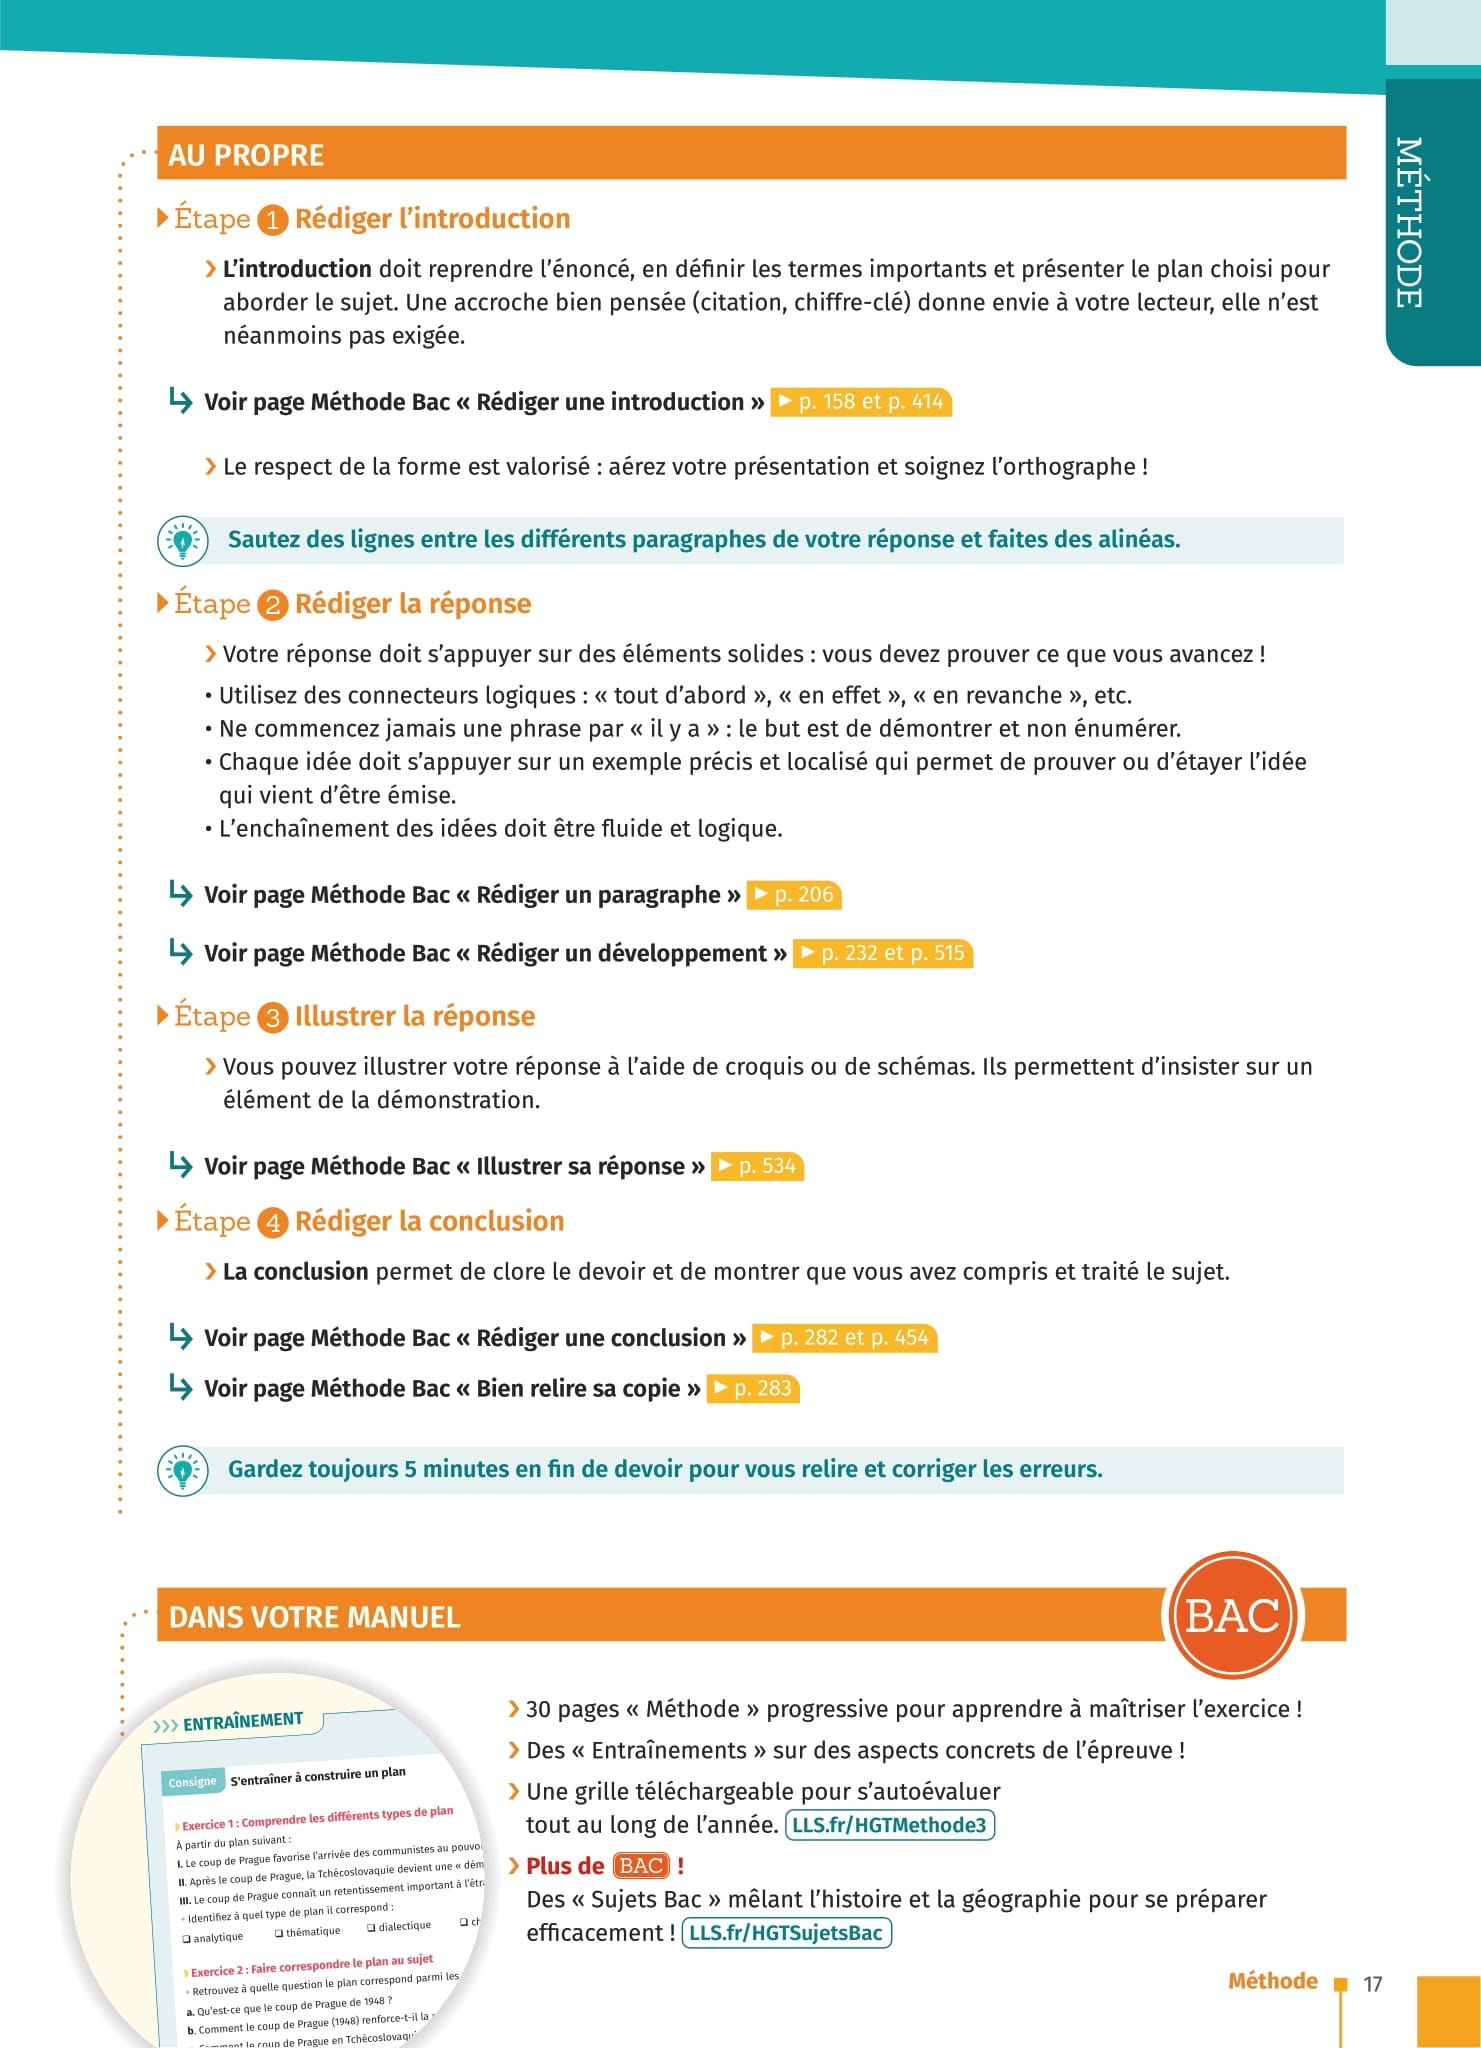 MÉTHODE
AU PROPRE
Étape 1 Rédiger l’introduction
L’introduction doit reprendre l’énoncé, en définir les termes importants et présenter le plan choisi pour
aborder le sujet. Une accroche bien pensée (citation, chiffre-clé) donne envie à votre lecteur, elle n’est
néanmoins pas exigée.
Voir page Méthode Bac « Rédiger une introduction » p. 158 et p. 414
Le respect de la forme est valorisé : aérez votre présentation et soignez l’orthographe !
Sautez des lignes entre les différents paragraphes de votre réponse et faites des alinéas.
Étape 2 Rédiger la réponse
Votre réponse doit s’appuyer sur des éléments solides : vous devez prouver ce que vous avancez !
• Utilisez des connecteurs logiques : « tout d’abord », « en effet », « en revanche », etc.
• Ne commencez jamais une phrase par « il y a » : le but est de démontrer et non énumérer.
• Chaque idée doit s’appuyer sur un exemple précis et localisé qui permet de prouver ou d’étayer l’idée
qui vient d’être émise.
• L’enchaînement des idées doit être fluide et logique.
Voir page Méthode Bac « Rédiger un paragraphe » p. 206
Voir page Méthode Bac « Rédiger un développement » p. 232 et p. 515
Étape 3 Illustrer la réponse
Vous pouvez illustrer votre réponse à l’aide de croquis ou de schémas. Ils permettent d’insister sur un
élément de la démonstration.
Voir page Méthode Bac « Illustrer sa réponse » p. 534
Étape 4 Rédiger la conclusion
La conclusion permet de clore le devoir et de montrer que vous avez compris et traité le sujet.
Voir page Méthode Bac « Rédiger une conclusion » p. 282 et p. 454
Voir page Méthode Bac « Bien relire sa copie » p. 283
Gardez toujours 5 minutes en fin de devoir pour vous relire et corriger les erreurs.
DANS VOTRE MANUEL
BAC
ENTRAÎNEMENT
Consigne S'entraîner à construire un plan
Exercice 1 : Comprendre les différents types de plan
À partir du plan suivant :
I. Le coup de Prague favorise l'arrivée des communistes au
II. Après le coup de Prague, la Tchécoslovaquie devient une «
III. Le coup de Prague connaît un retentissement important à
• Identifiez à quel type de plan il correspond :
❑ analytique ❑ thématique ❑ dialectique ❑
Exercice 2 : Faire correspondre le plan au sujet
• Retrouvez à quelle question le plan correspond parmi les
a. Qu'est-ce que le coup de Prague de 1948 ?
b. Comment le coup de Prague (1948) renforce-t-il la
Comment le coup de Prague en
30 pages « Méthode » progressive pour apprendre à maîtriser l’exercice !
Des « Entraînements » sur des aspects concrets de l’épreuve !
Une grille téléchargeable pour s’autoévaluer
tout au long de l’année. LLS.fr/HGTMethode3
Plus de BAC !
Des « Sujets Bac » mêlant l’histoire et la géographie pour se préparer
efficacement ! LLS.fr/HGTSujetsBac
Méthode 17